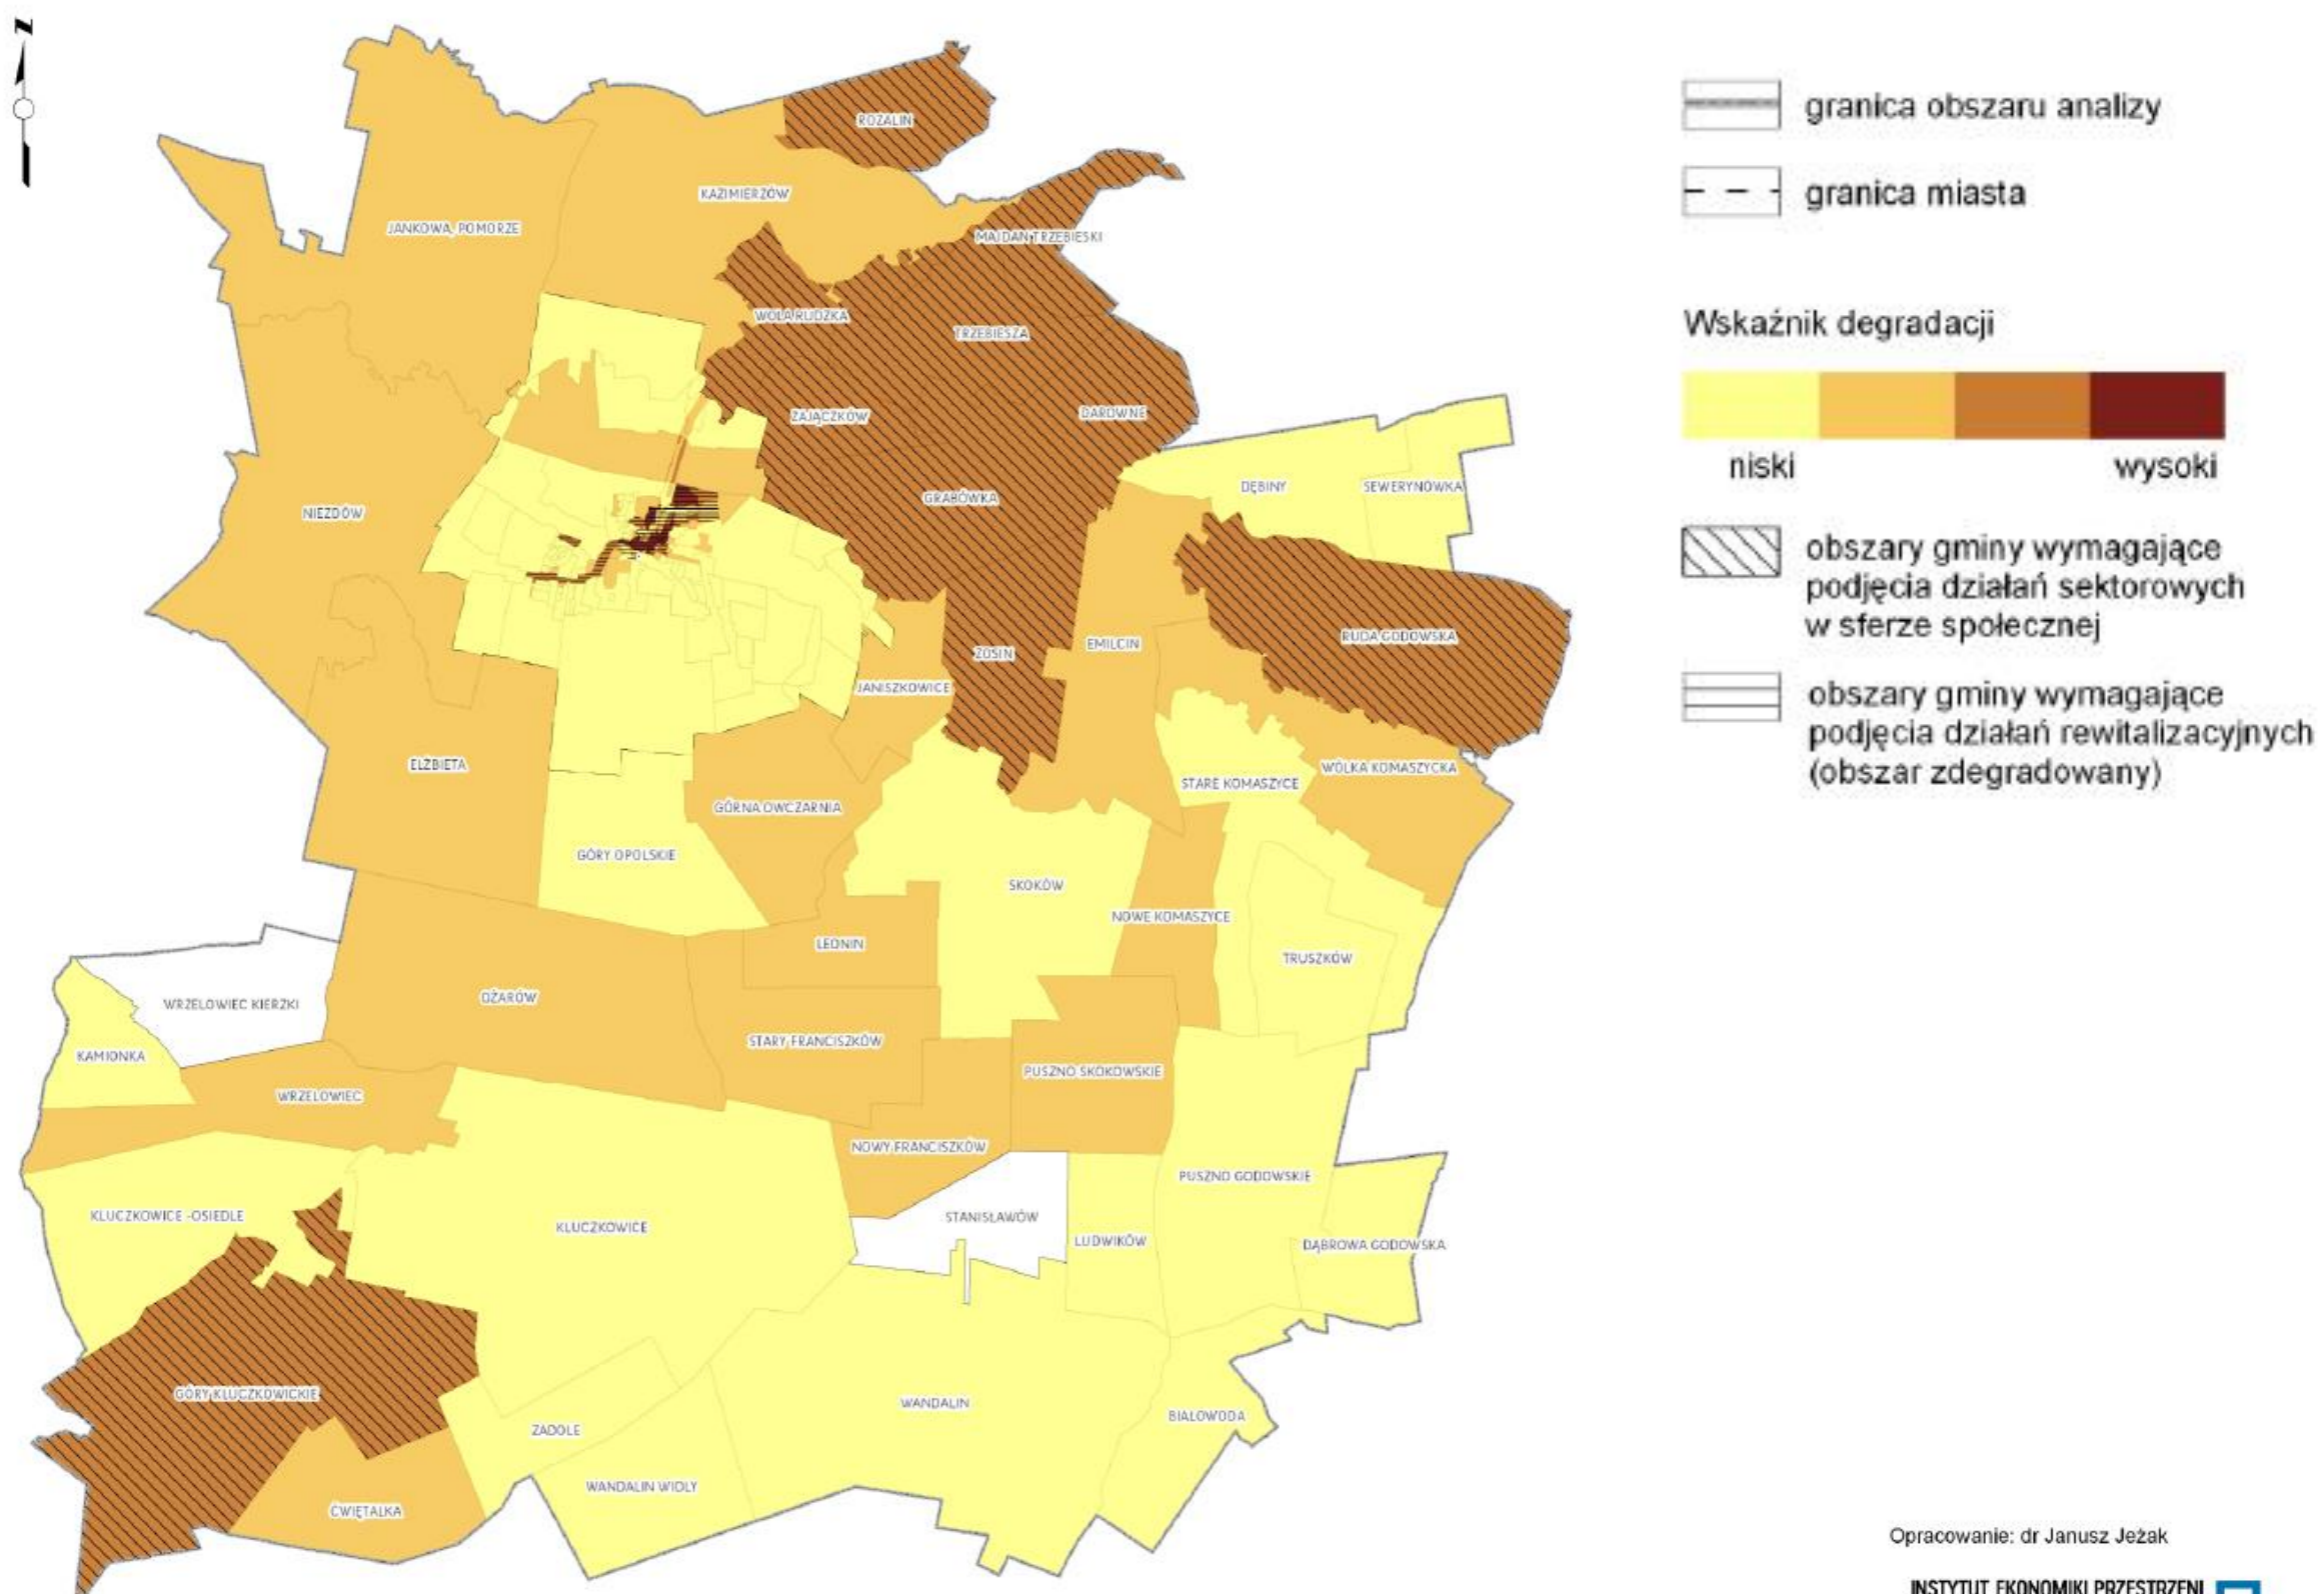 N
ROZALIN
KAZIMIERZÓW
JANKOWA, POMORZE
MAJDAN TRZEBIESKI
WOLA RUDZKA
TRZEBIESZA
ZAJĄCZKÓW
DAROWNE
GRABÓWKA
DĘBINY
SEWERYNÓWKA
NIEZDÓW
RUDA GODOWSKA
EMILCIN
ZOSIN
JANISZKOWICE
ELŻBIETA
WÓLKA KOMASZYCKA
STARE KOMASZYCE
GÓRNA OWCZARNIA
GÓRY OPOLSKIE
SKOKÓW
NOWE KOMASZYCE
LEONIN
TRUSZKÓW
OŻARÓW
WRZELOWIEC KIERZKI
STARY FRANCISZKÓW
KAMIONKA
PUSZNO SKOKOWSKIE
WRZELOWIEC
NOWY FRANCISZKÓW
PUSZNO GODOWSKIE
KLUCZKOWICE -OSIEDLE
STANISŁAWÓW
KLUCZKOWICE
LUDWIKÓW
DĄBROWA GODOWSKA
GÓRY KLUCZKOWICKIE
WANDALIN
BIAŁOWODA
ZADOLE
WANDALIN WIDŁY
ĆWIĘTALKA
granica obszaru analizy
granica miasta
Wskaźnik degradacji
niski wysoki
obszary gminy wymagające
podjęcia działań sektorowych
w sferze społecznej
obszary gminy wymagające
podjęcia działań rewitalizacyjnych
(obszar zdegradowany)
Opracowanie: dr Janusz Jeżak
INSTYTUT EKONOMIKI PRZESTRZENI